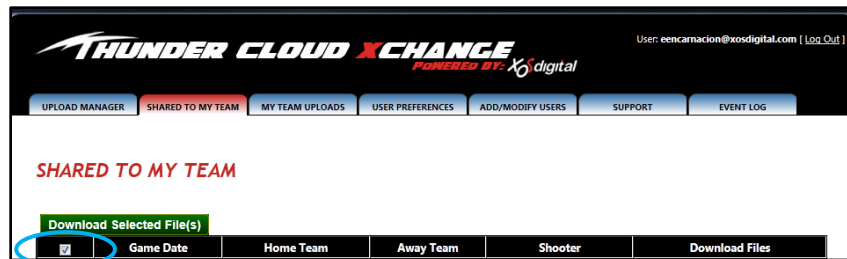 THUNDER CLOUD XCHANGE
POWERED BY: XOS digital
User: eencarnacion@xosdigital.com [ Log Out ]
UPLOAD MANAGER SHARED TO MY TEAM MY TEAM UPLOADS USER PREFERENCES ADD/MODIFY USERS SUPPORT EVENT LOG
SHARED TO MY TEAM
Download Selected File(s)
Game Date Home Team Away Team Shooter Download Files